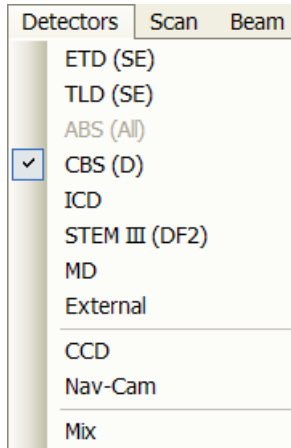 Detectors Scan Beam
ETD (SE)
TLD (SE)
ABS (All)
CBS (D)
ICD
STEM III (DF2)
MD
External
CCD
Nav-Cam
Mix